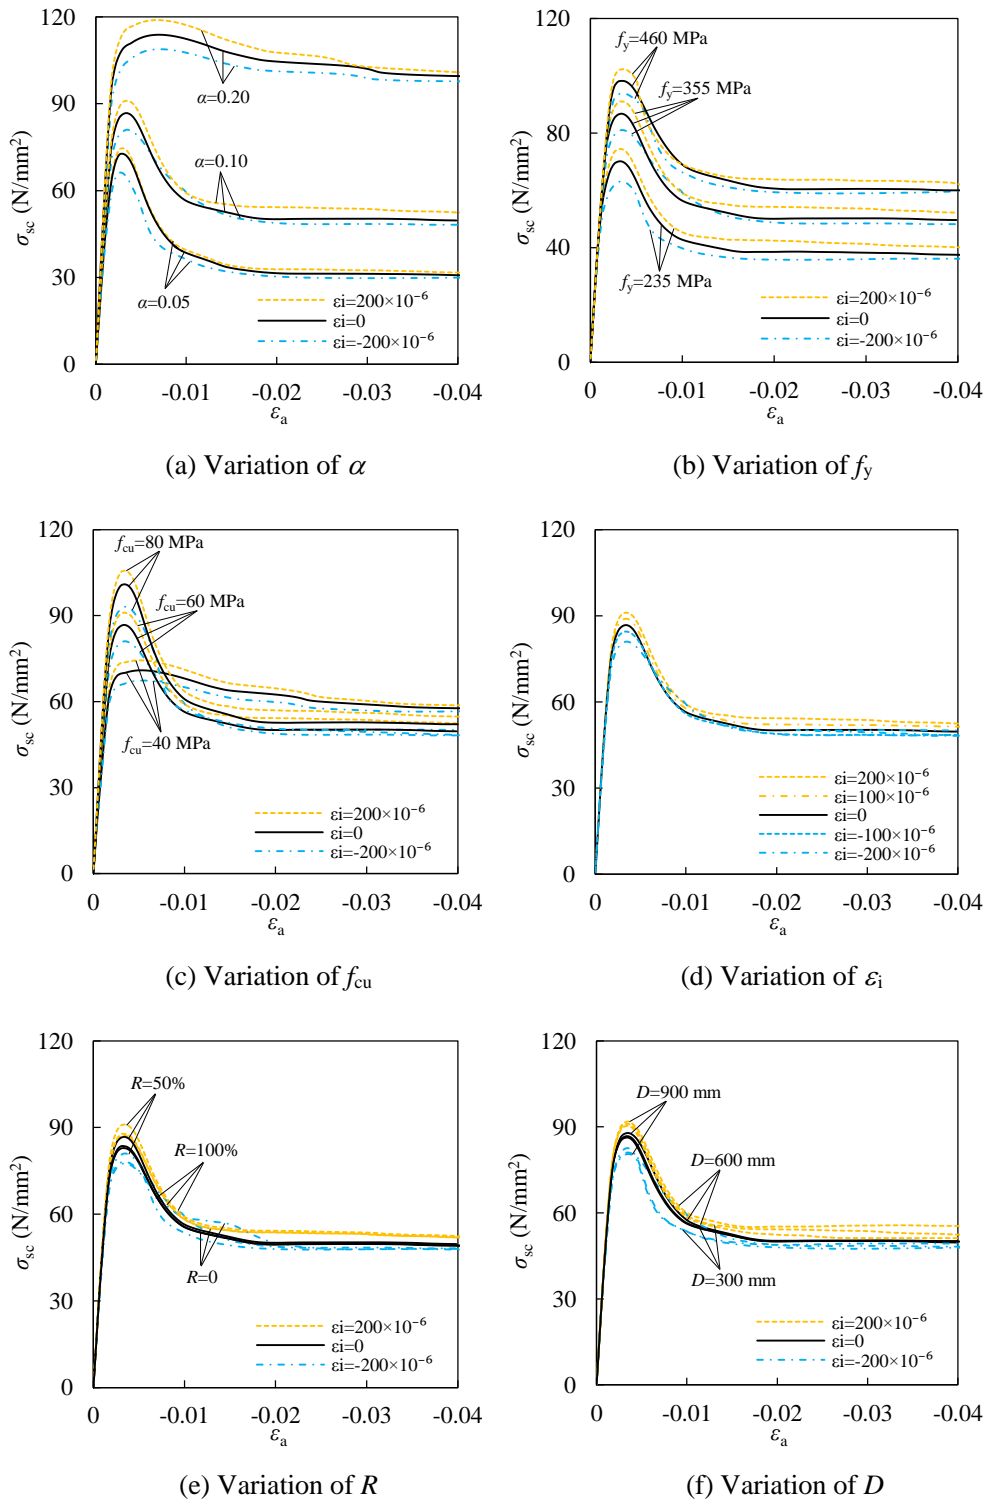 120
90
60
30
0
σsc (N/mm²)
α=0.20
α=0.10
α=0.05
εi=200×10⁻⁶
εi=0
εi=-200×10⁻⁶
0 -0.01 -0.02 -0.03 -0.04
εa
(a) Variation of α
120
80
40
0
σsc (N/mm²)
fy=460 MPa
fy=355 MPa
fy=235 MPa
εi=200×10⁻⁶
εi=0
εi=-200×10⁻⁶
0 -0.01 -0.02 -0.03 -0.04
εa
(b) Variation of fy
120
90
60
30
0
σsc (N/mm²)
fcu=80 MPa
fcu=60 MPa
fcu=40 MPa
εi=200×10⁻⁶
εi=0
εi=-200×10⁻⁶
0 -0.01 -0.02 -0.03 -0.04
εa
(c) Variation of fcu
120
90
60
30
0
σsc (N/mm²)
εi=200×10⁻⁶
εi=100×10⁻⁶
εi=0
εi=-100×10⁻⁶
εi=-200×10⁻⁶
0 -0.01 -0.02 -0.03 -0.04
εa
(d) Variation of εi
120
90
60
30
0
σsc (N/mm²)
R=50%
R=100%
R=0
εi=200×10⁻⁶
εi=0
εi=-200×10⁻⁶
0 -0.01 -0.02 -0.03 -0.04
εa
(e) Variation of R
120
90
60
30
0
σsc (N/mm²)
D=900 mm
D=600 mm
D=300 mm
εi=200×10⁻⁶
εi=0
εi=-200×10⁻⁶
0 -0.01 -0.02 -0.03 -0.04
εa
(f) Variation of D